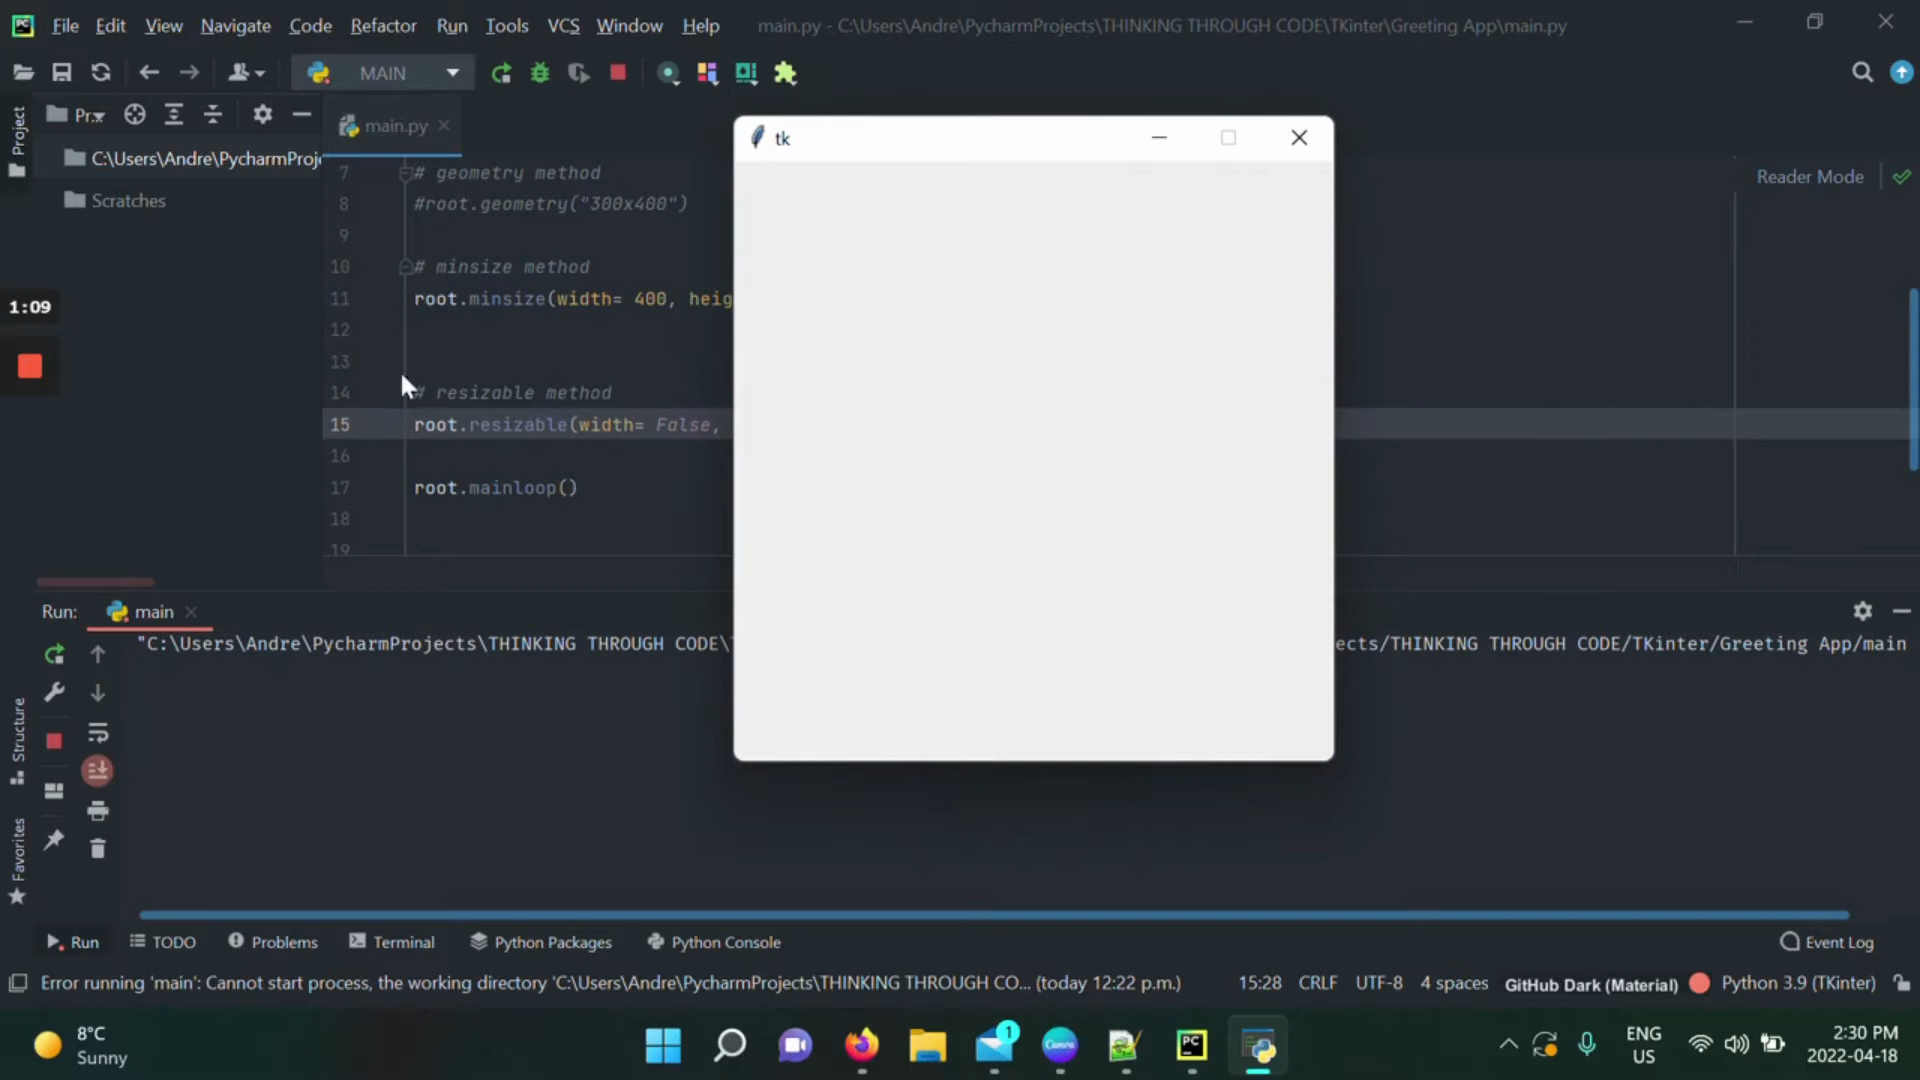 File Edit View Navigate Code Refactor Run Tools VCS Window Help main.py - C:\Users\Andre\PycharmProjects\THINKING THROUGH CODE\TKinter\Greeting App\main.py
MAIN
Pr...
main.py
tk
Project
C:\Users\Andre\PycharmProje
Scratches
Reader Mode
7 # geometry method
8 #root.geometry("300x400")
9
10 # minsize method
11 root.minsize(width= 400, heig
12
13
14 # resizable method
15 root.resizable(width= False,
16
17 root.mainloop()
18
19
1:09
Run: main
"C:\Users\Andre\PycharmProjects\THINKING THROUGH CODE\ ects/THINKING THROUGH CODE/TKinter/Greeting App/main
Structure
Favorites
Run TODO Problems Terminal Python Packages Python Console Event Log
Error running 'main': Cannot start process, the working directory 'C:\Users\Andre\PycharmProjects\THINKING THROUGH CO... (today 12:22 p.m.) 15:28 CRLF UTF-8 4 spaces GitHub Dark (Material) Python 3.9 (TKinter)
8°C
Sunny
1
Canva
PC
ENG
US
2:30 PM
2022-04-18